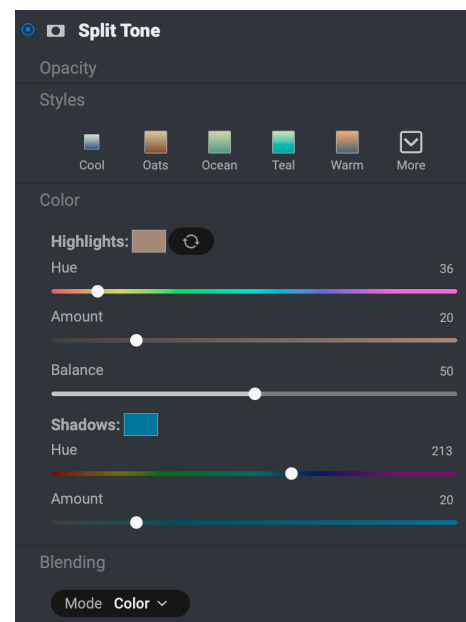 Split Tone
Opacity
Styles
Cool Oats Ocean Teal Warm More
Color
Highlights:
Hue 36
Amount 20
Balance 50
Shadows:
Hue 213
Amount 20
Blending
Mode Color